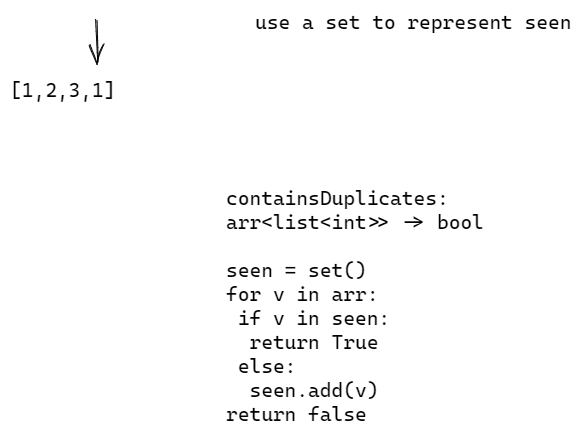 use a set to represent seen
[1,2,3,1]
containsDuplicates:
arr<list<int>> -> bool
seen = set()
for v in arr:
 if v in seen:
  return True
 else:
  seen.add(v)
return false